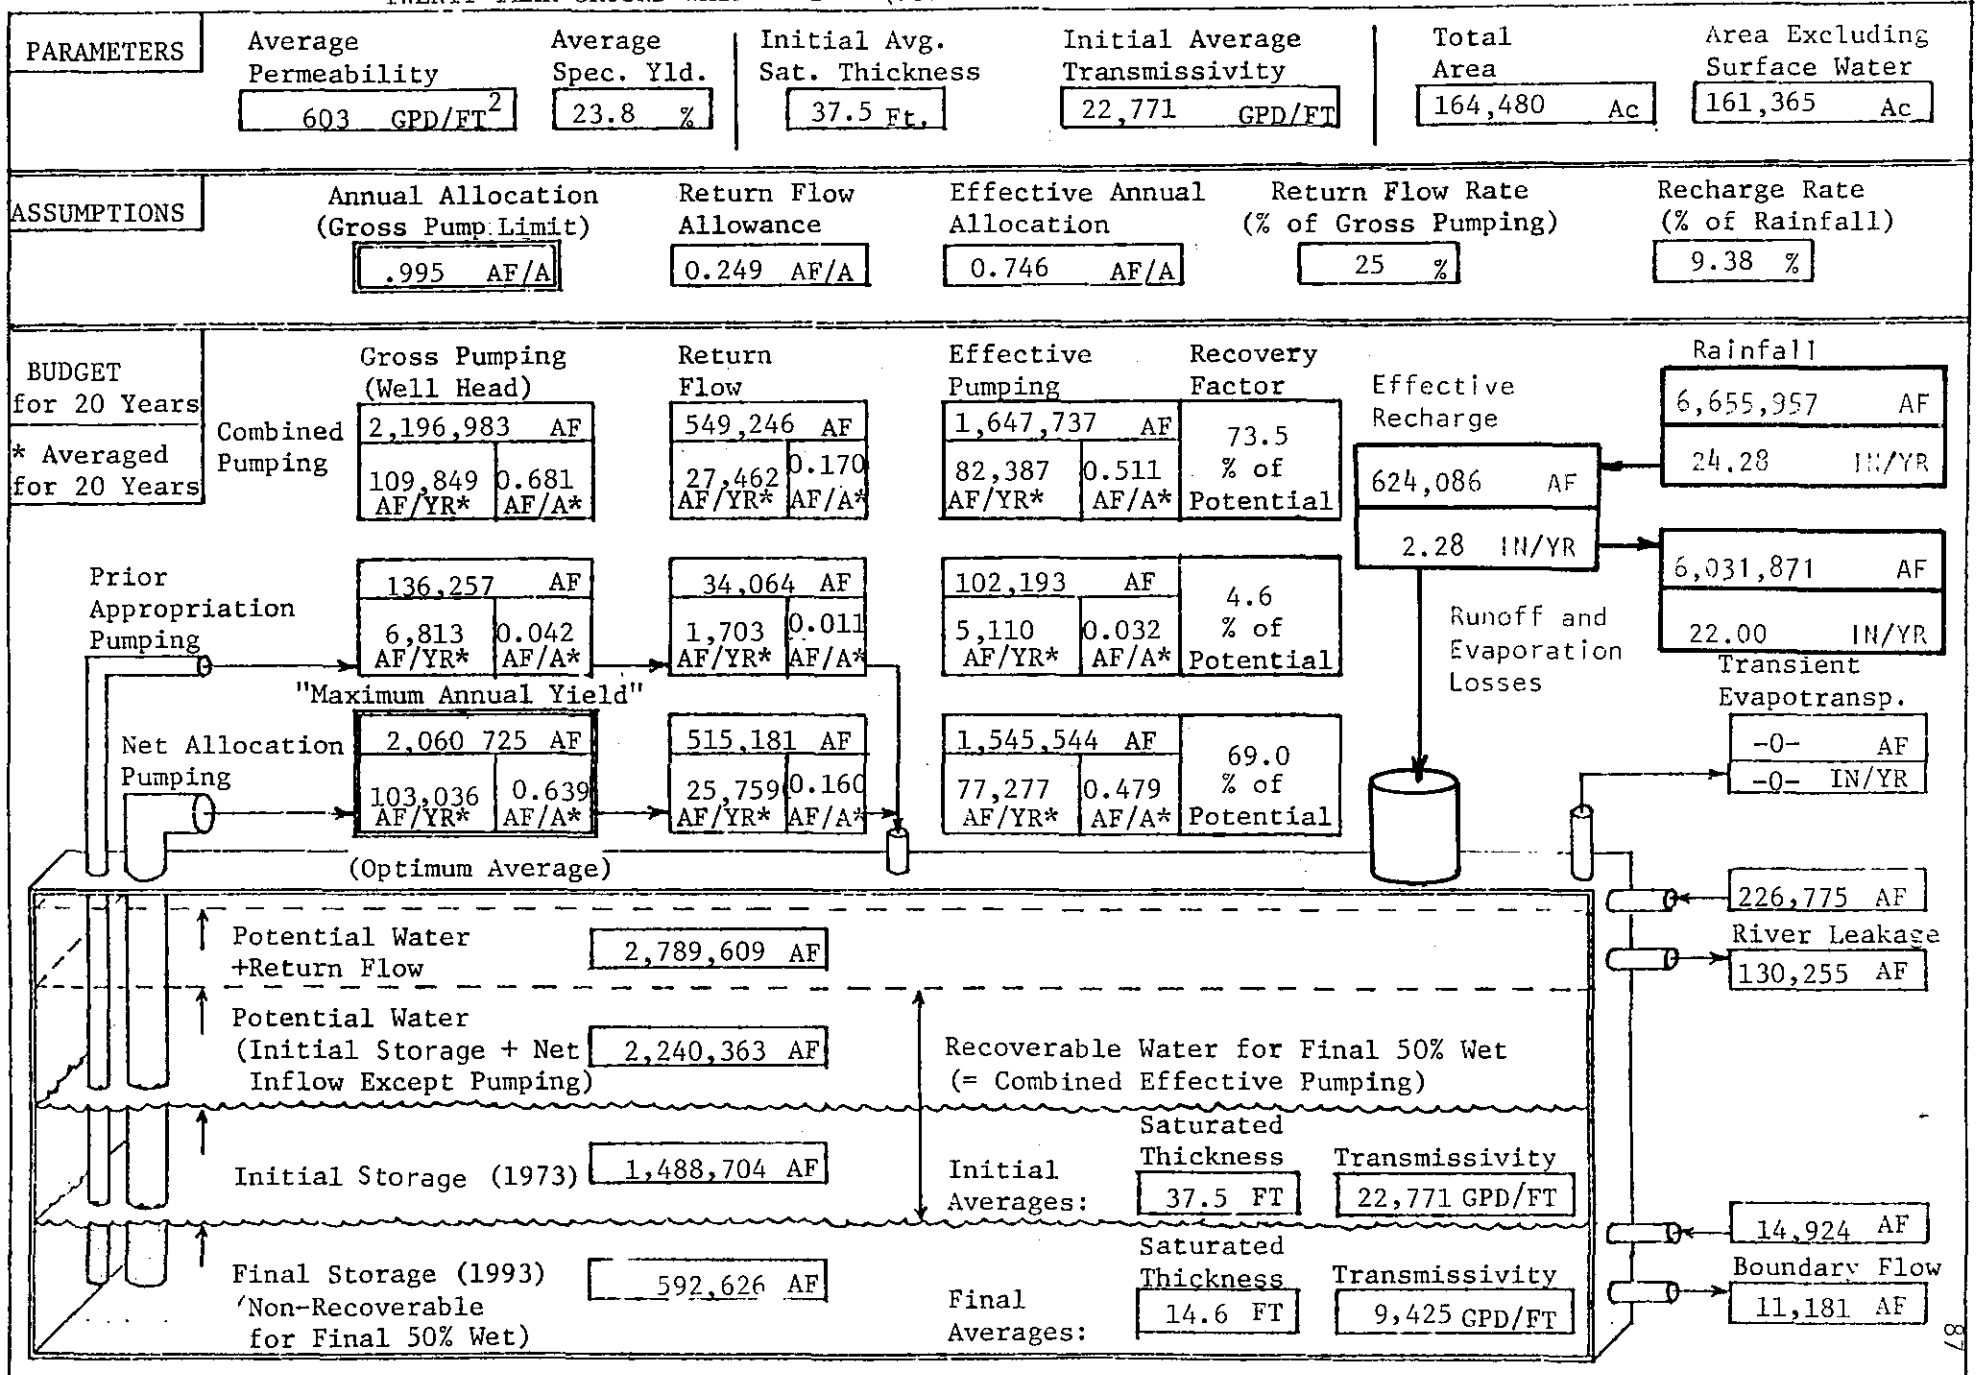 PARAMETERS
Average Permeability
603 GPD/FT2
Average Spec. Yld.
23.8 %
Initial Avg. Sat. Thickness
37.5 Ft.
Initial Average Transmissivity
22,771 GPD/FT
Total Area
164,480 Ac
Area Excluding Surface Water
161,365 Ac
ASSUMPTIONS
Annual Allocation
(Gross Pump Limit)
.995 AF/A
Return Flow
Allowance
0.249 AF/A
Effective Annual
Allocation
0.746 AF/A
Return Flow Rate
(% of Gross Pumping)
25 %
Recharge Rate
(% of Rainfall)
9.38 %
BUDGET
for 20 Years
* Averaged
for 20 Years
Gross Pumping
(Well Head)
Return
Flow
Effective
Pumping
Recovery
Factor
Combined
Pumping
2,196,983 AF
109,849 AF/YR*
0.681 AF/A*
549,246 AF
27,462 AF/YR*
0.170 AF/A*
1,647,737 AF
82,387 AF/YR*
0.511 AF/A*
73.5
% of
Potential
Effective
Recharge
624,086 AF
2.28 IN/YR
Rainfall
6,655,957 AF
24.28 IN/YR
6,031,871 AF
22.00 IN/YR
Runoff and
Evaporation
Losses
Prior
Appropriation
Pumping
136,257 AF
6,813 AF/YR*
0.042 AF/A*
34,064 AF
1,703 AF/YR*
0.011 AF/A*
102,193 AF
5,110 AF/YR*
0.032 AF/A*
4.6
% of
Potential
"Maximum Annual Yield"
Net Allocation
Pumping
2,060 725 AF
103,036 AF/YR*
0.639 AF/A*
515,181 AF
25,759 AF/YR*
0.160 AF/A*
1,545,544 AF
77,277 AF/YR*
0.479 AF/A*
69.0
% of
Potential
(Optimum Average)
Transient
Evapotransp.
-0- AF
-0- IN/YR
226,775 AF
River Leakage
130,255 AF
Potential Water
+Return Flow
2,789,609 AF
Potential Water
(Initial Storage + Net
Inflow Except Pumping)
2,240,363 AF
Recoverable Water for Final 50% Wet
(= Combined Effective Pumping)
Initial Storage (1973)
1,488,704 AF
Initial
Averages:
Saturated
Thickness
37.5 FT
Transmissivity
22,771 GPD/FT
Final Storage (1993)
'Non-Recoverable
for Final 50% Wet)
592,626 AF
Final
Averages:
Saturated
Thickness
14.6 FT
Transmissivity
9,425 GPD/FT
14,924 AF
Boundary Flow
11,181 AF
87